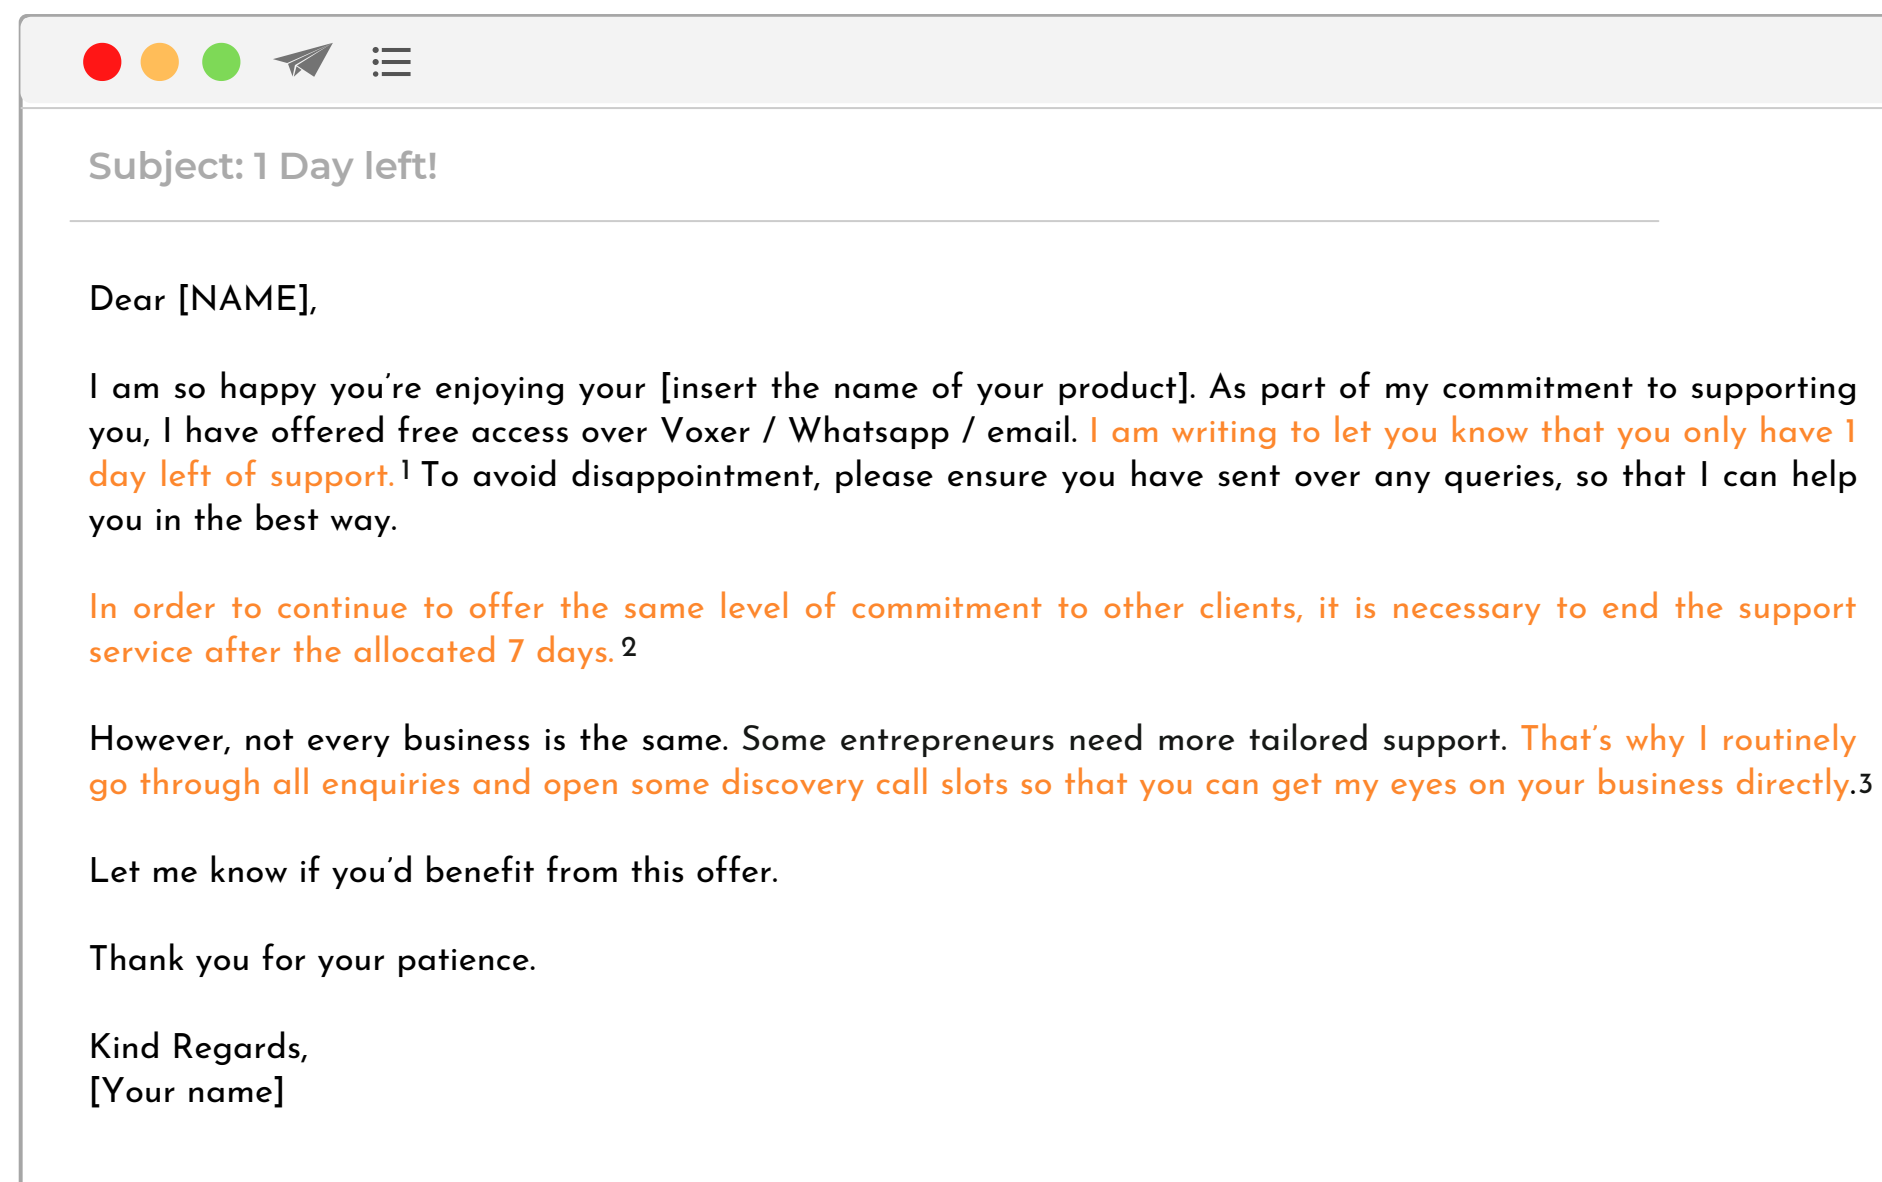 Subject: 1 Day left!
Dear [NAME],
I am so happy you're enjoying your [insert the name of your product]. As part of my commitment to supporting
you, I have offered free access over Voxer / Whatsapp / email. I am writing to let you know that you only have 1
day left of support. 1 To avoid disappointment, please ensure you have sent over any queries, so that I can help
you in the best way.
In order to continue to offer the same level of commitment to other clients, it is necessary to end the support
service after the allocated 7 days. 2
However, not every business is the same. Some entrepreneurs need more tailored support. That's why I routinely
go through all enquiries and open some discovery call slots so that you can get my eyes on your business directly.3
Let me know if you'd benefit from this offer.
Thank you for your patience.
Kind Regards,
[Your name]